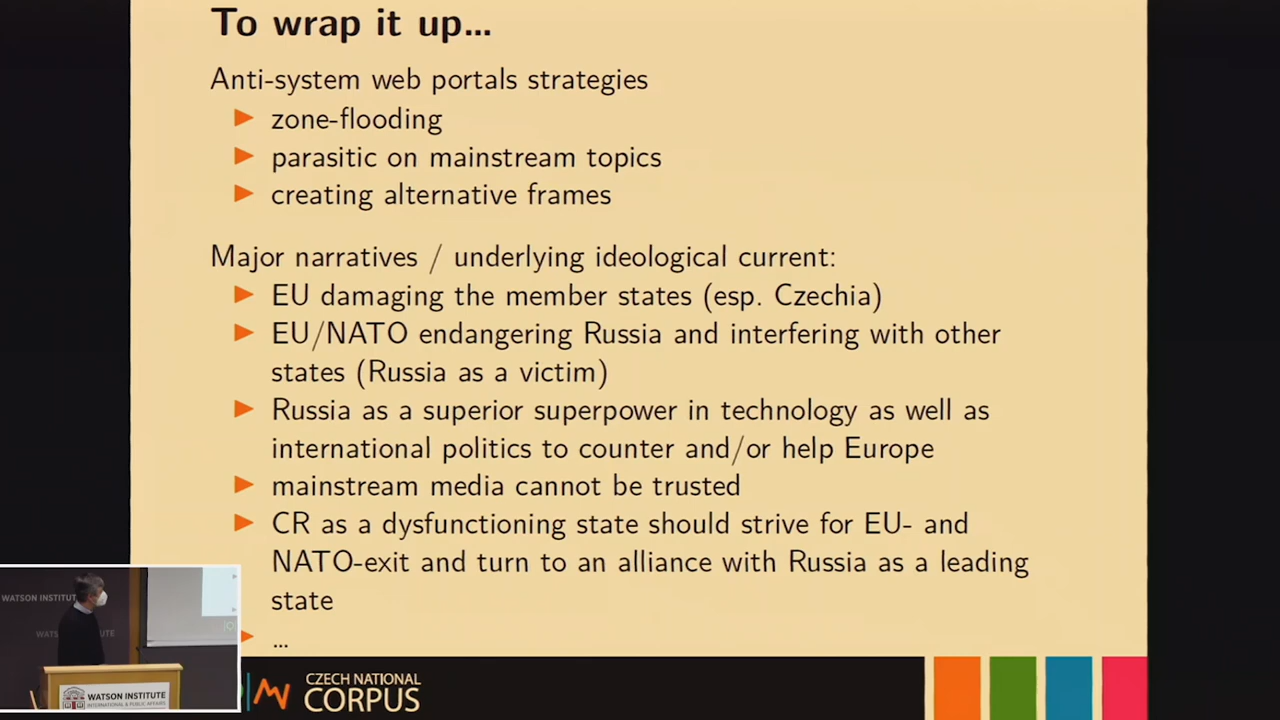 To wrap it up...
Anti-system web portals strategies
zone-flooding
parasitic on mainstream topics
creating alternative frames
Major narratives / underlying ideological current:
EU damaging the member states (esp. Czechia)
EU/NATO endangering Russia and interfering with other
states (Russia as a victim)
Russia as a superior superpower in technology as well as
international politics to counter and/or help Europe
mainstream media cannot be trusted
CR as a dysfunctioning state should strive for EU- and
NATO-exit and turn to an alliance with Russia as a leading
state
...
WATSON INSTITUT
WATSON INSTITUTE
INTERNATIONAL & PUBLIC AFFAIRS
CZECH NATIONAL
CORPUS